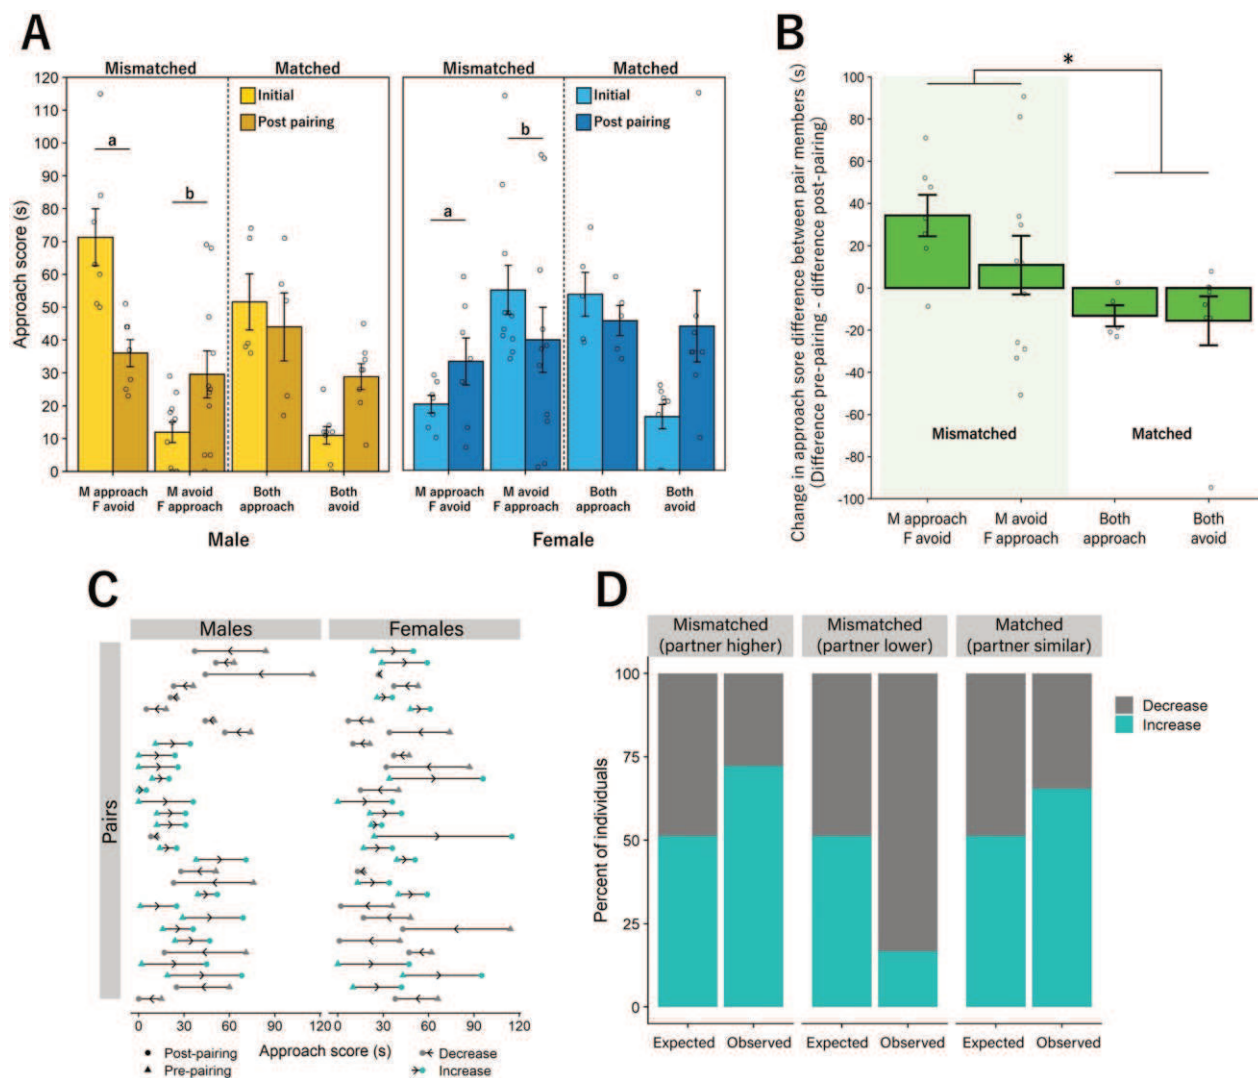 A
Mismatched
Matched
Mismatched
Matched
Initial
Post pairing
Initial
Post pairing
a
b
a
b
Approach score (s)
120
110
100
90
80
70
60
50
40
30
20
10
0
M approach
F avoid
M avoid
F approach
Both
approach
Both
avoid
M approach
F avoid
M avoid
F approach
Both
approach
Both
avoid
Male
Female
B
*
Change in approach sore difference between pair members (s)
(Difference pre-pairing - difference post-pairing)
100
80
60
40
20
0
-20
-40
-60
-80
-100
Mismatched
Matched
M approach
F avoid
M avoid
F approach
Both
approach
Both
avoid
C
Males
Females
Pairs
0
30
60
90
120
0
30
60
90
120
Approach score (s)
Post-pairing
Pre-pairing
Decrease
Increase
D
Mismatched
(partner higher)
Mismatched
(partner lower)
Matched
(partner similar)
Percent of individuals
100
75
50
25
0
Expected
Observed
Expected
Observed
Expected
Observed
Decrease
Increase